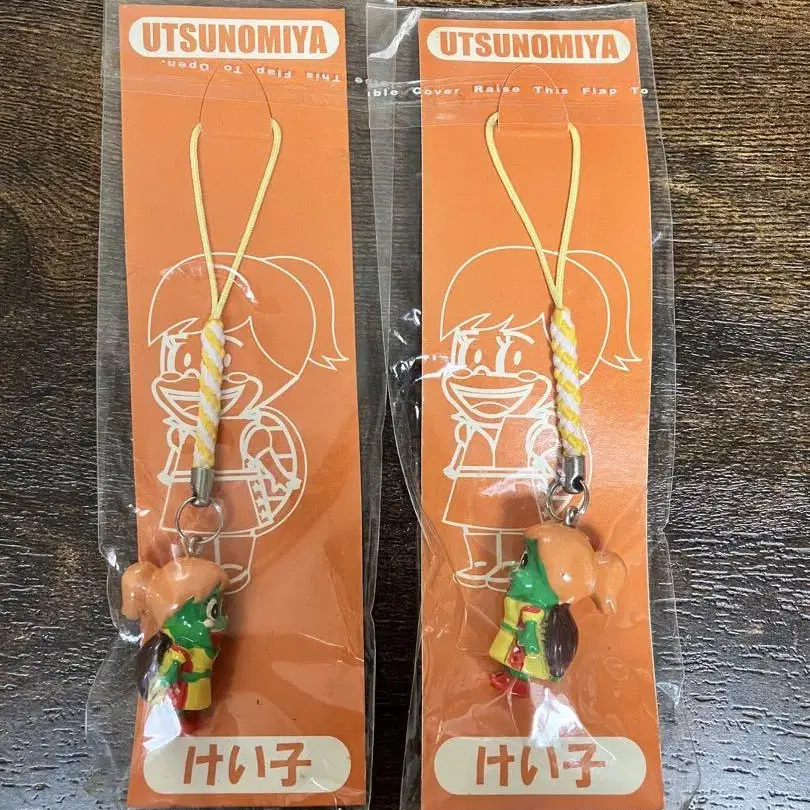 UTSUNOMIYA
This Flap To Open.
けい子
UTSUNOMIYA
Cover Raise This Flap To
けい子